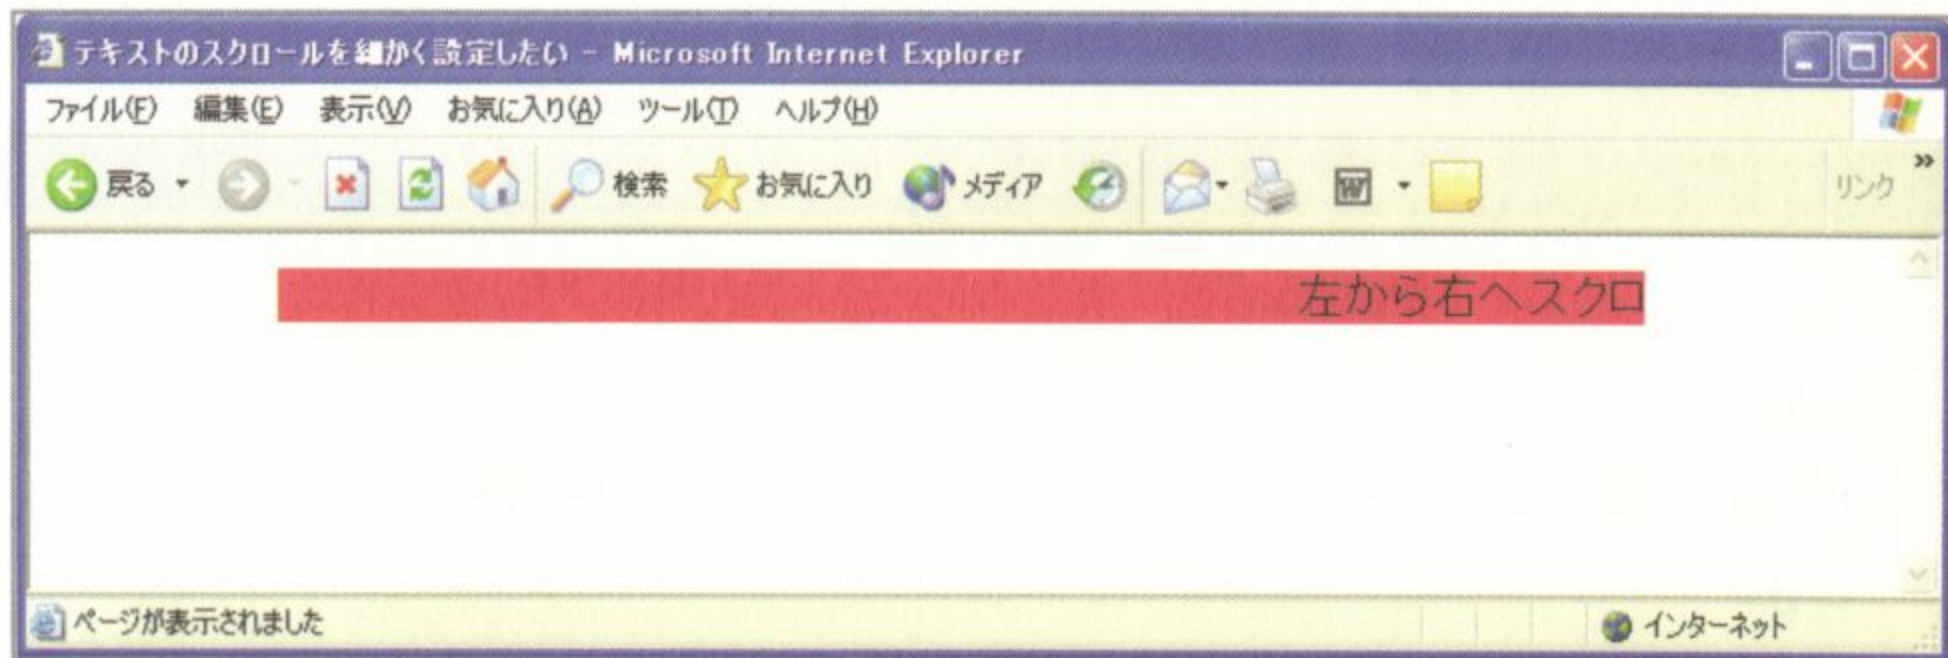 テキストのスクロールを細かく設定したい - Microsoft Internet Explorer
ファイル(F) 編集(E) 表示(V) お気に入り(A) ツール(T) ヘルプ(H)
戻る 検索 お気に入り メディア W » リンク
左から右へスクロ
ページが表示されました インターネット